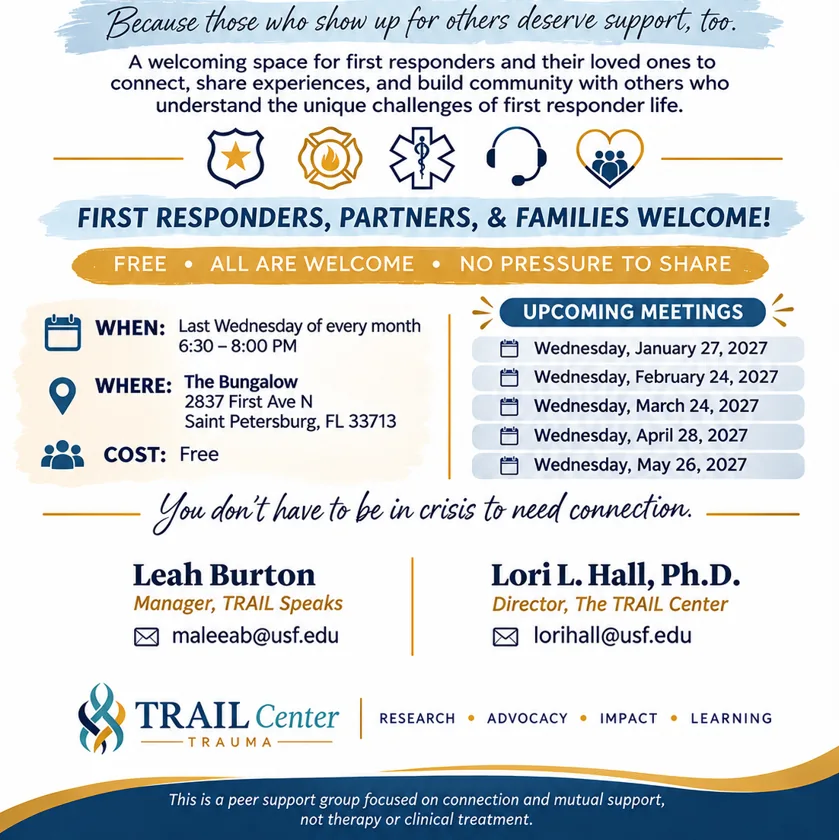 Because those who show up for others deserve support, too.
A welcoming space for first responders and their loved ones to
connect, share experiences, and build community with others who
understand the unique challenges of first responder life.
FIRST RESPONDERS, PARTNERS, & FAMILIES WELCOME!
FREE • ALL ARE WELCOME • NO PRESSURE TO SHARE
WHEN: Last Wednesday of every month
6:30 – 8:00 PM
WHERE: The Bungalow
2837 First Ave N
Saint Petersburg, FL 33713
COST: Free
UPCOMING MEETINGS
Wednesday, January 27, 2027
Wednesday, February 24, 2027
Wednesday, March 24, 2027
Wednesday, April 28, 2027
Wednesday, May 26, 2027
You don't have to be in crisis to need connection.
Leah Burton
Manager, TRAIL Speaks
maleeab@usf.edu
Lori L. Hall, Ph.D.
Director, The TRAIL Center
lorihall@usf.edu
TRAIL Center
TRAUMA
RESEARCH • ADVOCACY • IMPACT • LEARNING
This is a peer support group focused on connection and mutual support,
not therapy or clinical treatment.